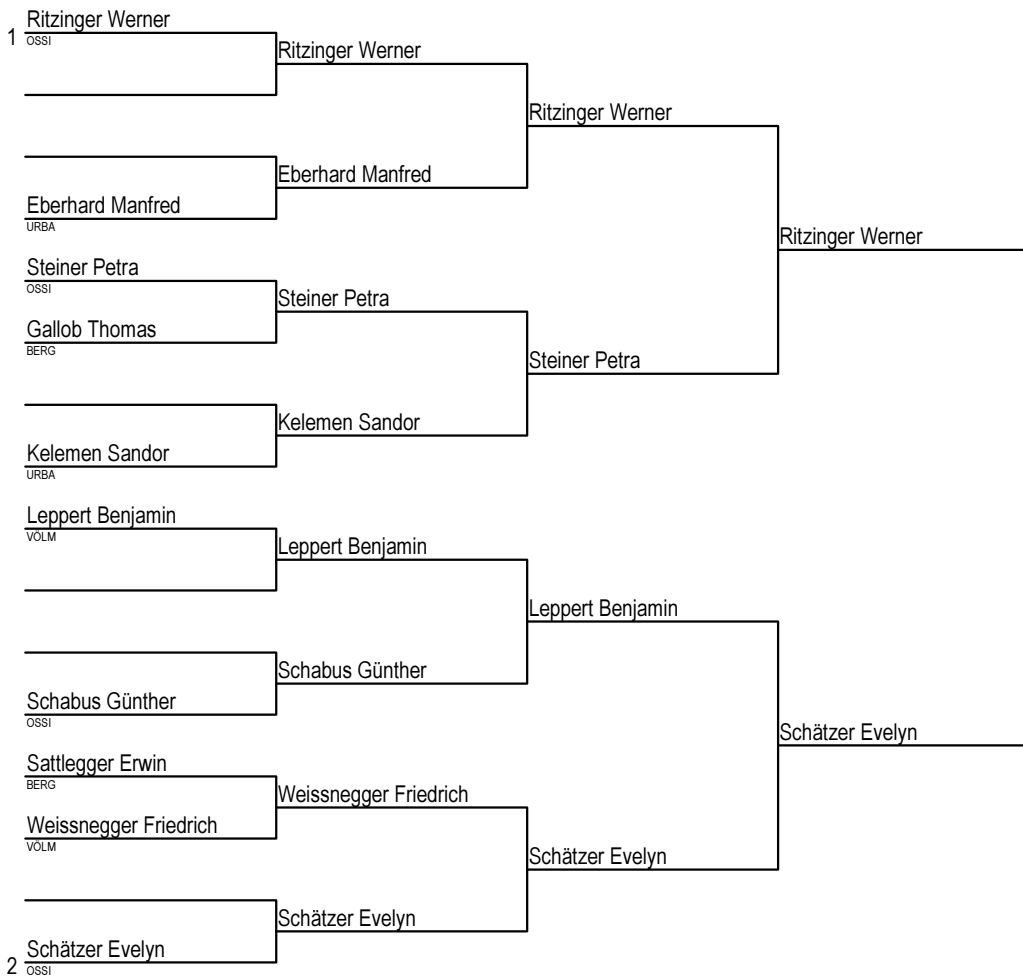 Ritzinger Werner
1
OSSI
Ritzinger Werner
Ritzinger Werner
Eberhard Manfred
Eberhard Manfred
URBA
Ritzinger Werner
Steiner Petra
OSSI
Steiner Petra
Gallob Thomas
BERG
Steiner Petra
Kelemen Sandor
Kelemen Sandor
URBA
Leppert Benjamin
VÖLM
Leppert Benjamin
Leppert Benjamin
Schabus Günther
Schabus Günther
OSSI
Schätzer Evelyn
Sattlegger Erwin
BERG
Weissnegger Friedrich
Weissnegger Friedrich
VÖLM
Schätzer Evelyn
Schätzer Evelyn
Schätzer Evelyn
2
OSSI